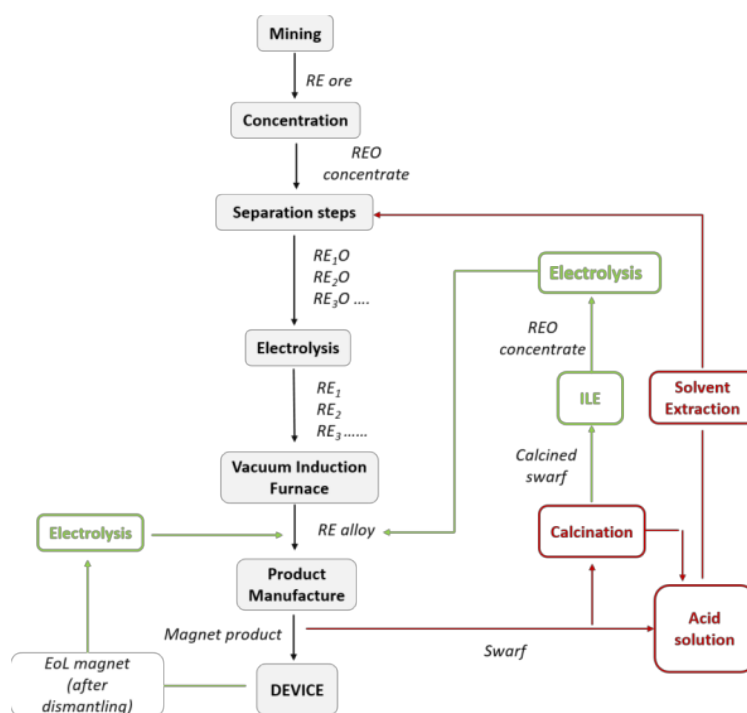 Mining
RE ore
Concentration
REO
concentrate
Separation steps
RE₁O
RE₂O
RE₃O ....
Electrolysis
REO
concentrate
Electrolysis
RE₁
RE₂
RE₃ ......
ILE
Solvent
Extraction
Calcined
swarf
Vacuum Induction
Furnace
Electrolysis
RE alloy
Calcination
Product
Manufacture
Magnet product
Swarf
Acid
solution
EoL magnet
(after
dismantling)
DEVICE